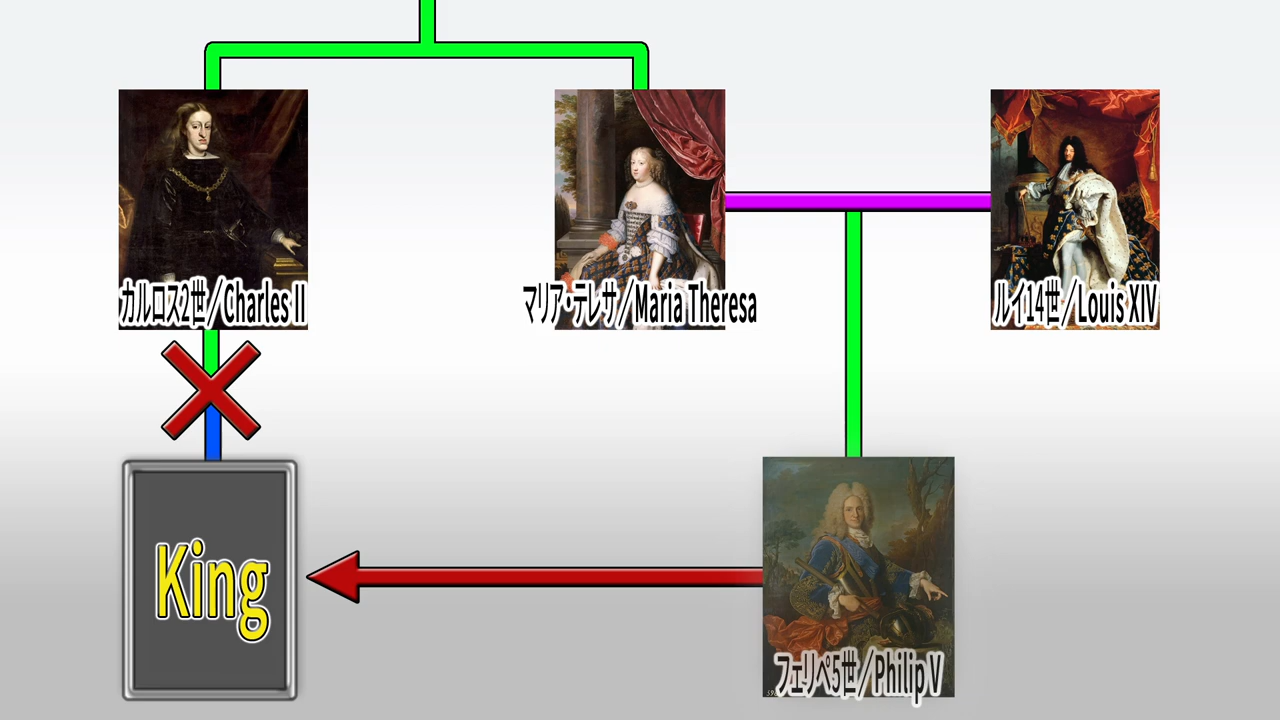 カルロス2世/Charles II
マリア・テレサ/Maria Theresa
ルイ14世/Louis XIV
King
フェリペ5世/Philip V